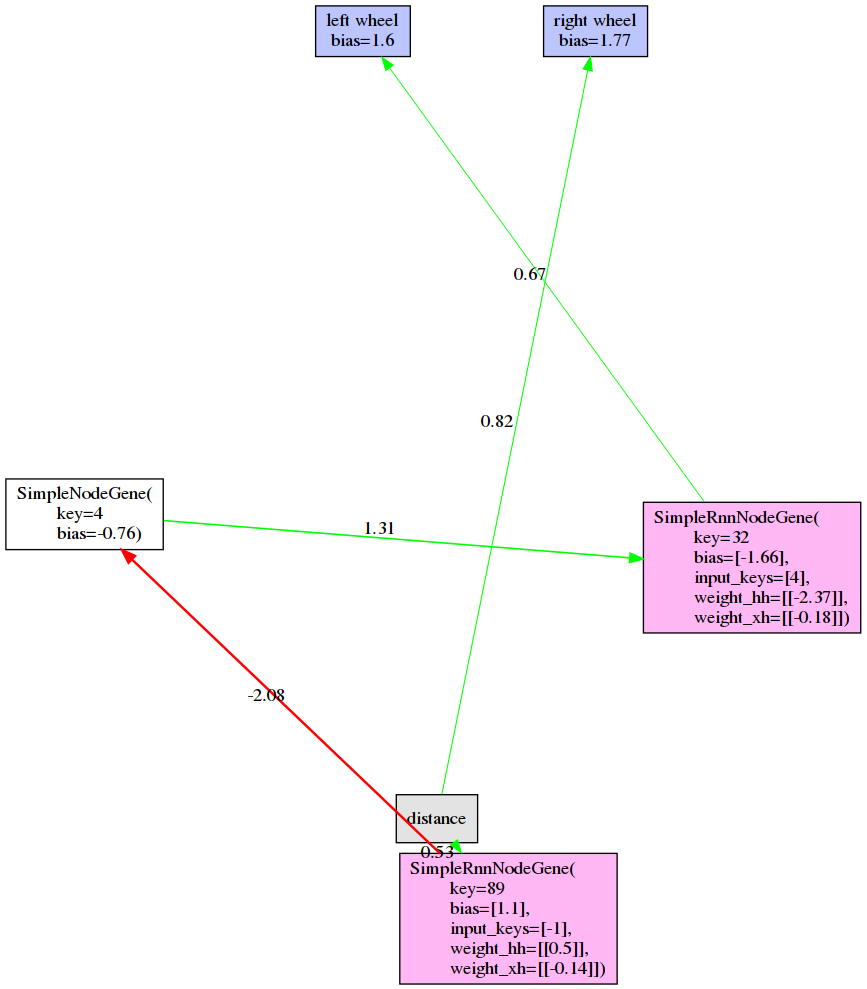 left wheel
bias=1.6
right wheel
bias=1.77
0.67
0.82
SimpleNodeGene(
key=4
bias=-0.76)
1.31
SimpleRnnNodeGene(
key=32
bias=[-1.66],
input_keys=[4],
weight_hh=[[-2.37]],
weight_xh=[[-0.18]])
-2.08
distance
0.53
SimpleRnnNodeGene(
key=89
bias=[1.1],
input_keys=[-1],
weight_hh=[[0.5]],
weight_xh=[[-0.14]])